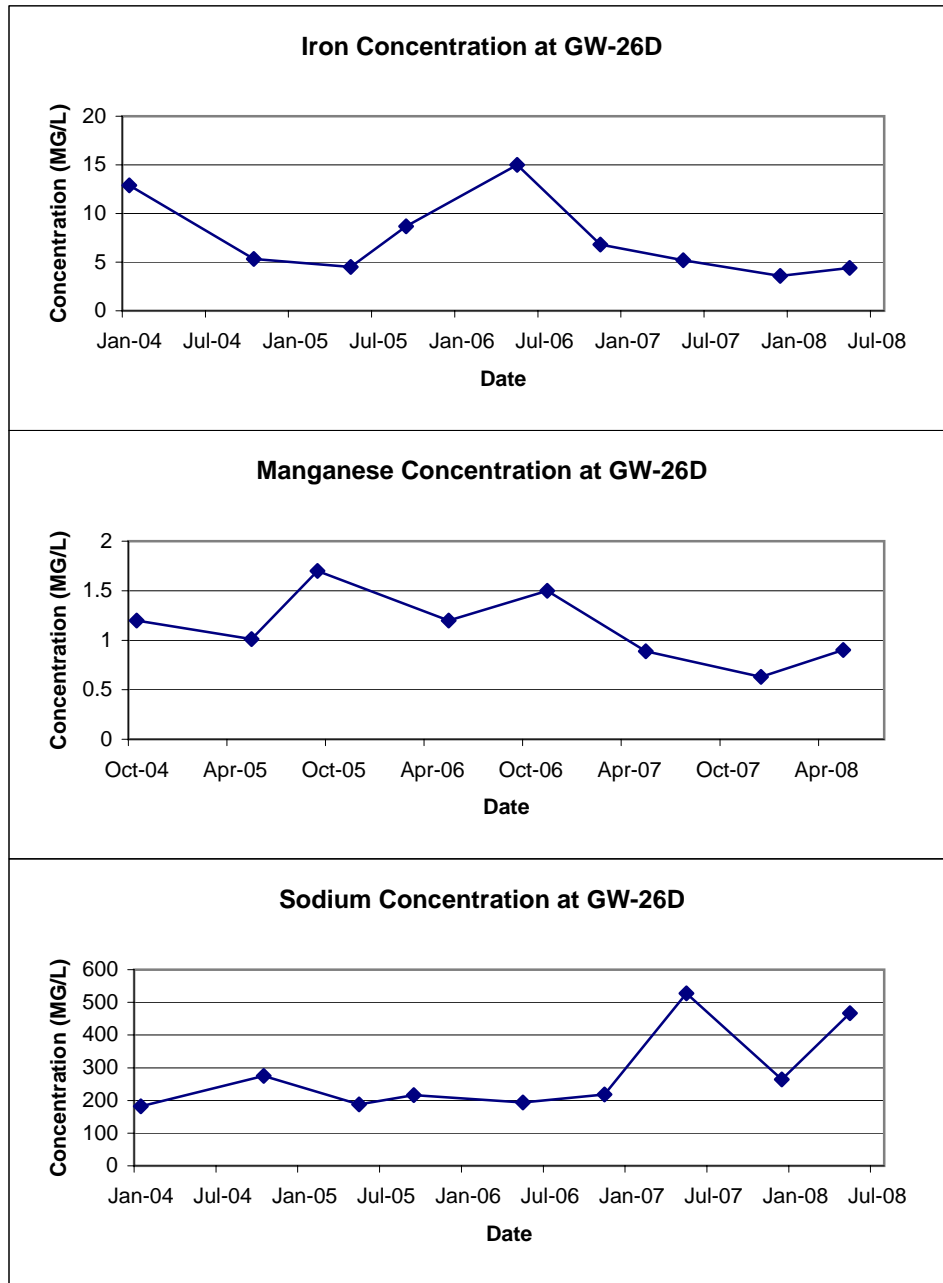 Iron Concentration at GW-26D
Concentration (MG/L)
20
15
10
5
0
Jan-04 Jul-04 Jan-05 Jul-05 Jan-06 Jul-06 Jan-07 Jul-07 Jan-08 Jul-08
Date
Manganese Concentration at GW-26D
Concentration (MG/L)
2
1.5
1
0.5
0
Oct-04 Apr-05 Oct-05 Apr-06 Oct-06 Apr-07 Oct-07 Apr-08
Date
Sodium Concentration at GW-26D
Concentration (MG/L)
600
500
400
300
200
100
0
Jan-04 Jul-04 Jan-05 Jul-05 Jan-06 Jul-06 Jan-07 Jul-07 Jan-08 Jul-08
Date